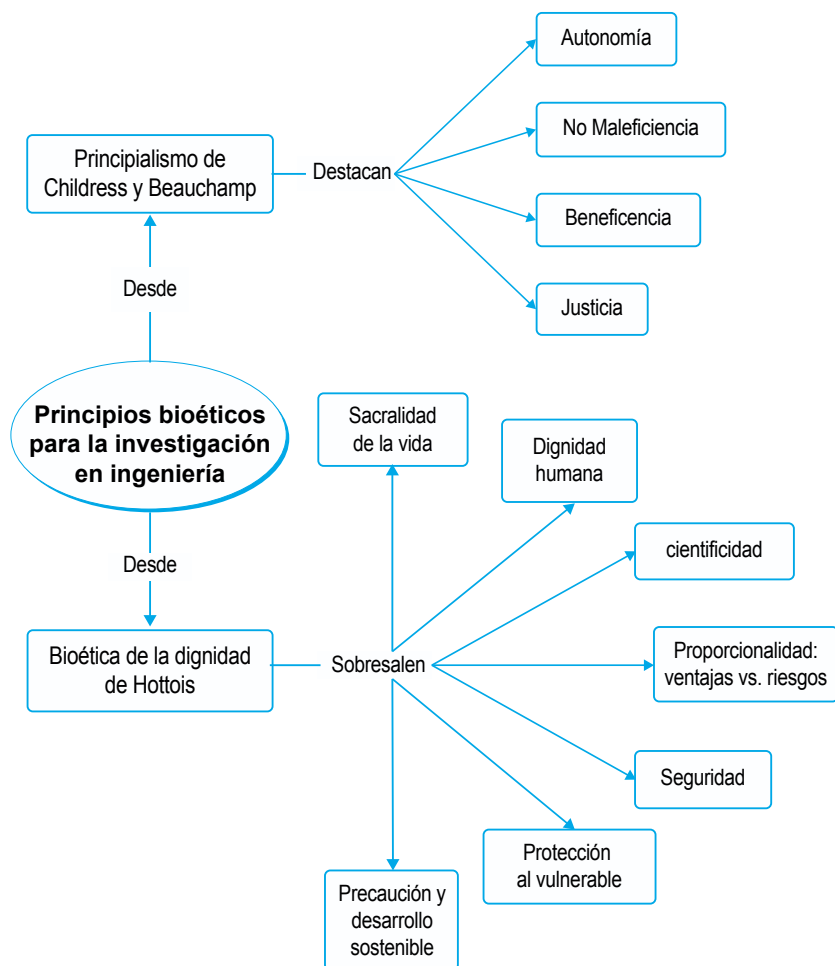 Autonomía
No Maleficiencia
Principialismo de
Childress y Beauchamp
Destacan
Beneficencia
Justicia
Desde
Principios bioéticos
para la investigación
en ingeniería
Sacralidad
de la vida
Dignidad
humana
cientificidad
Desde
Bioética de la dignidad
de Hottois
Sobresalen
Proporcionalidad:
ventajas vs. riesgos
Seguridad
Protección
al vulnerable
Precaución y
desarrollo
sostenible